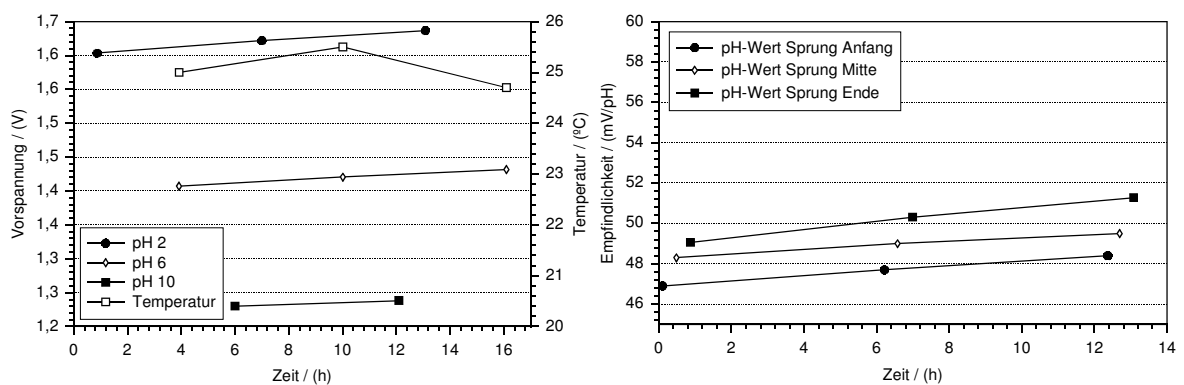 1,7
1,6
1,6
1,5
1,5
1,4
1,4
1,3
1,3
1,2
Vorspannung / (V)
26
25
24
23
22
21
20
Temperatur / (ºC)
pH 2
pH 6
pH 10
Temperatur
0 2 4 6 8 10 12 14 16
Zeit / (h)
60
58
56
54
52
50
48
46
Empfindlichkeit / (mV/pH)
pH-Wert Sprung Anfang
pH-Wert Sprung Mitte
pH-Wert Sprung Ende
0 2 4 6 8 10 12 14
Zeit / (h)